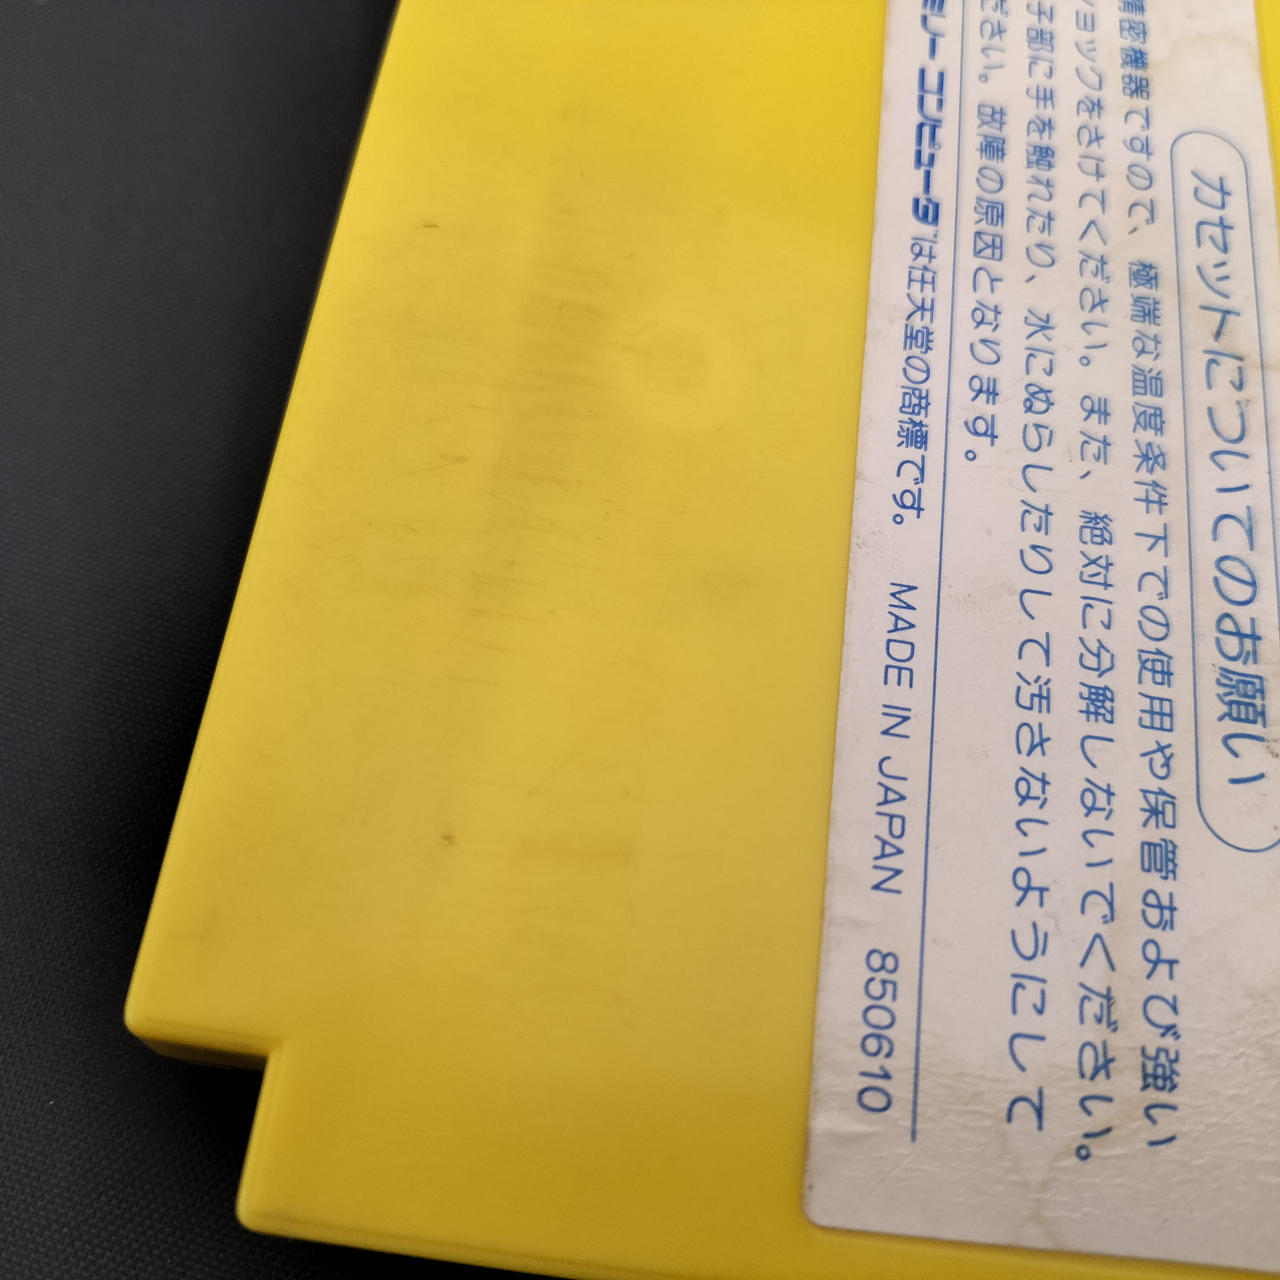 カセットについてのお願い
精密機器ですので、極端な温度条件下での使用や保管および強い
ョックをさけてください。また、絶対に分解しないでください。
子部に手を触れたり、水にぬらしたりして汚さないようにして
ださい。故障の原因となります。
ミリーコンピュータは任天堂の商標です。 MADE IN JAPAN 850610